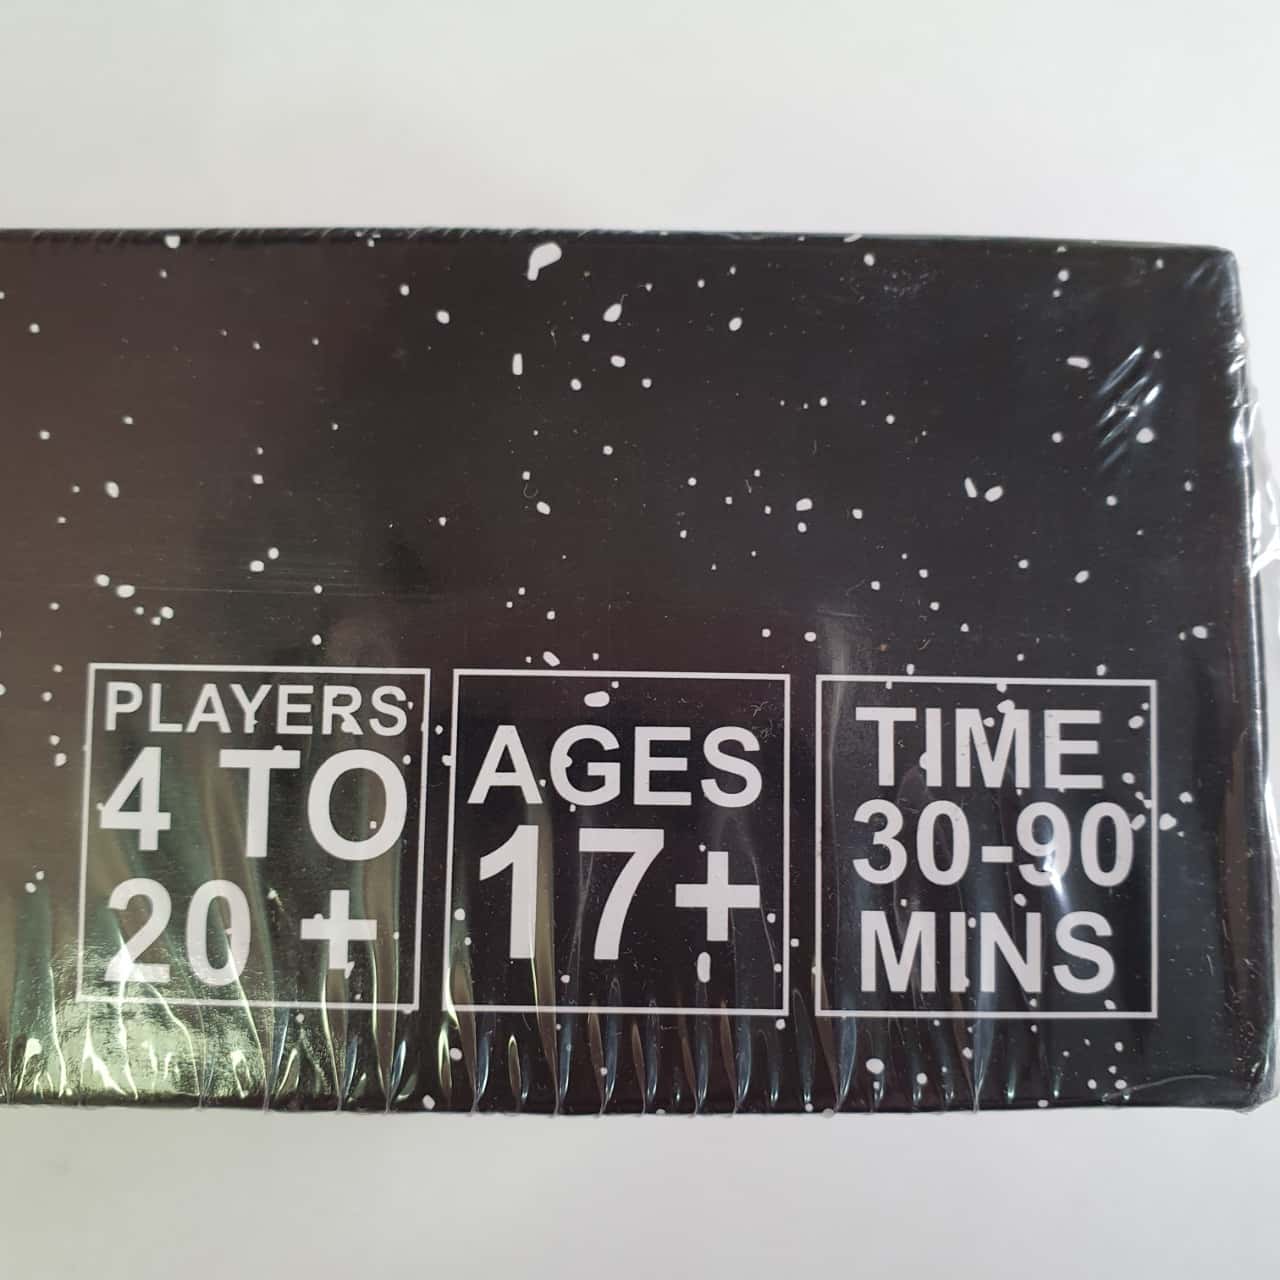 PLAYERS
4 TO
20 +
AGES
17+
TIME
30-90
MINS